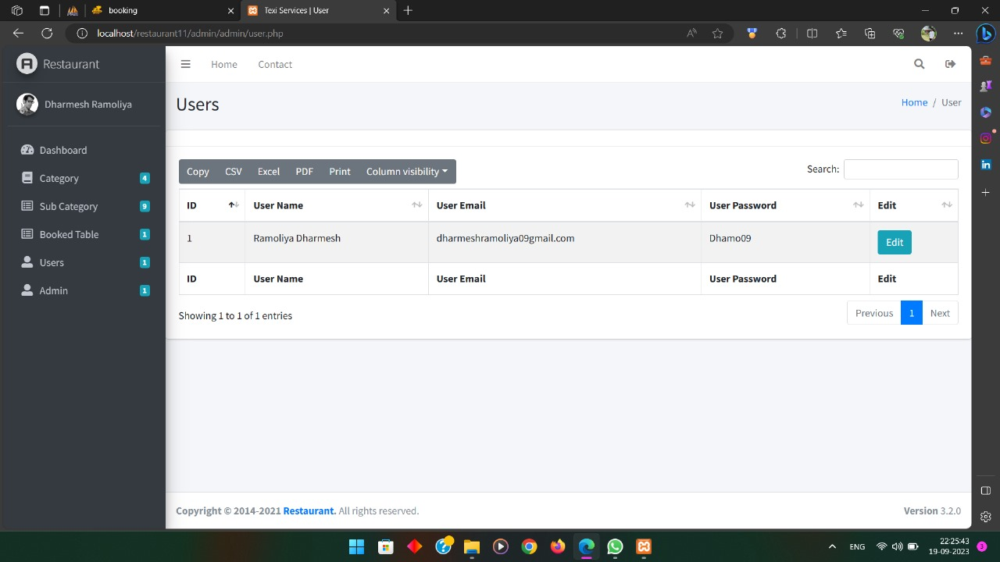 booking
Texi Services | User
localhost/restaurant11/admin/admin/user.php
Restaurant
Home Contact
Dharmesh Ramoliya
Users
Home / User
Dashboard
Category 4
Sub Category 9
Booked Table 1
Users 1
Admin 1
Copy CSV Excel PDF Print Column visibility
Search:
ID User Name User Email User Password Edit
1 Ramoliya Dharmesh dharmeshramoliya09gmail.com Dhamo09 Edit
ID User Name User Email User Password Edit
Showing 1 to 1 of 1 entries
Previous 1 Next
Copyright © 2014-2021 Restaurant. All rights reserved.
Version 3.2.0
ENG
22:25:43
19-09-2023
3